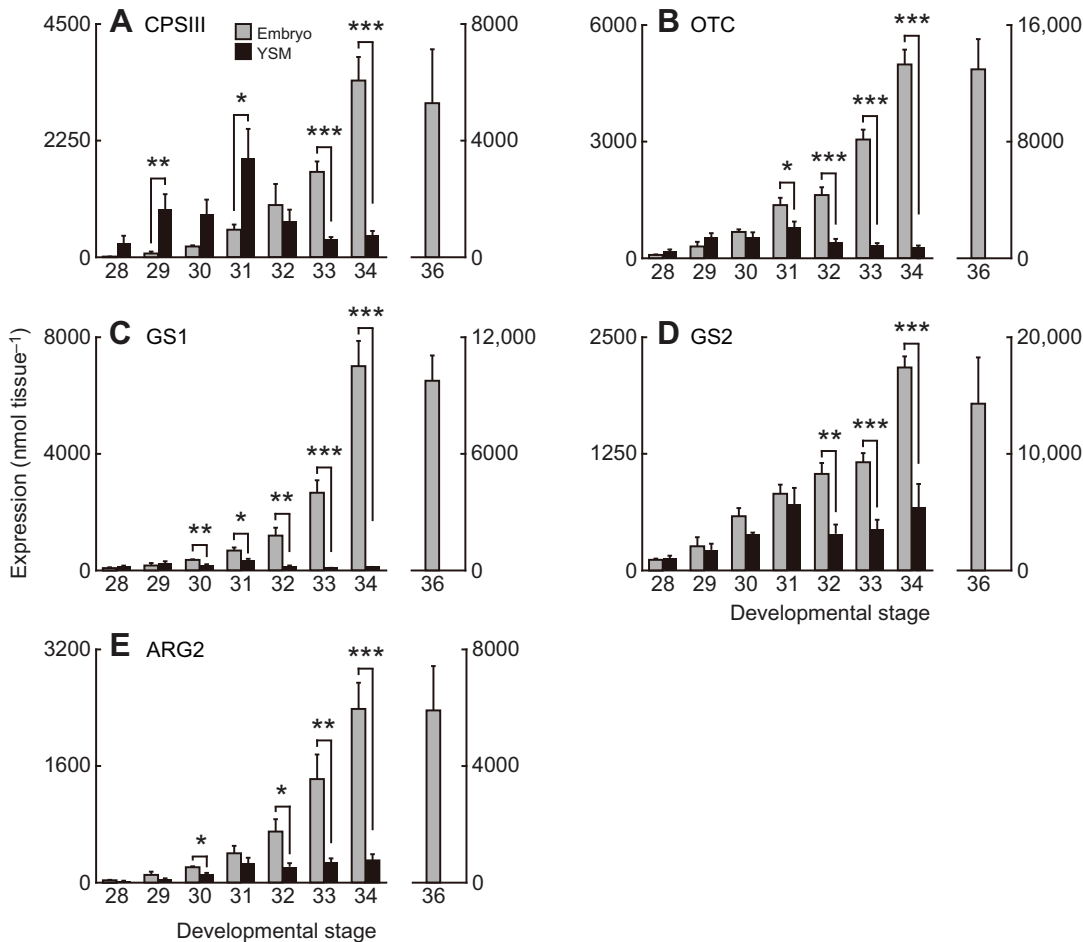 A CPSIII
Embryo
YSM
4500
2250
0
8000
4000
0
** * *** ***
28 29 30 31 32 33 34 36
B OTC
6000
3000
0
16,000
8000
0
* *** *** ***
28 29 30 31 32 33 34 36
Expression (nmol tissue–1)
C GS1
8000
4000
0
12,000
6000
0
** * ** *** ***
28 29 30 31 32 33 34 36
D GS2
2500
1250
0
20,000
10,000
0
** *** ***
28 29 30 31 32 33 34 36
Developmental stage
E ARG2
3200
1600
0
8000
4000
0
* * ** ***
28 29 30 31 32 33 34 36
Developmental stage